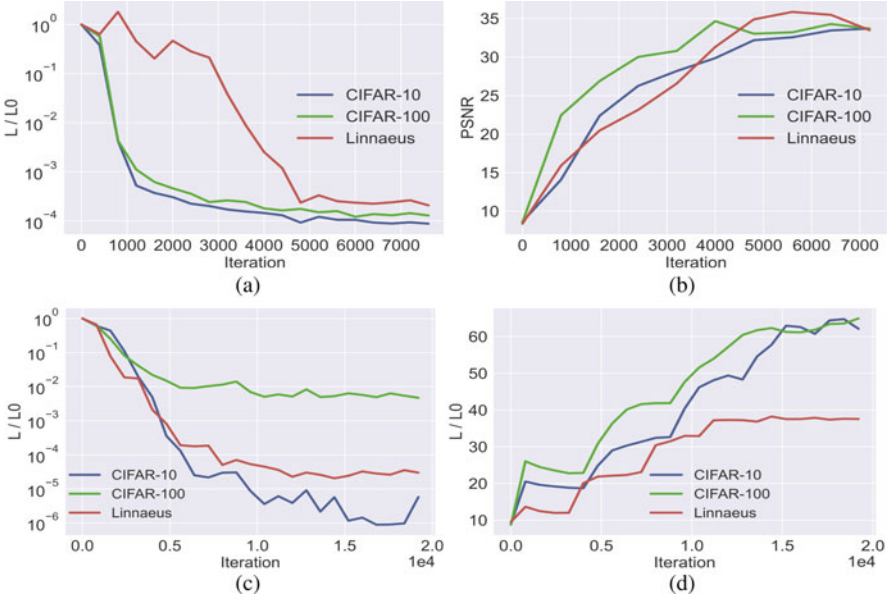 10^0
10^-1
10^-2
10^-3
10^-4
L / L0
CIFAR-10
CIFAR-100
Linnaeus
0 1000 2000 3000 4000 5000 6000 7000
Iteration
(a)
35
30
25
20
15
10
PSNR
CIFAR-10
CIFAR-100
Linnaeus
0 1000 2000 3000 4000 5000 6000 7000
Iteration
(b)
10^0
10^-1
10^-2
10^-3
10^-4
10^-5
10^-6
L / L0
CIFAR-10
CIFAR-100
Linnaeus
0.0 0.5 1.0 1.5 2.0
Iteration 1e4
(c)
60
50
40
30
20
10
L / L0
CIFAR-10
CIFAR-100
Linnaeus
0.0 0.5 1.0 1.5 2.0
Iteration 1e4
(d)